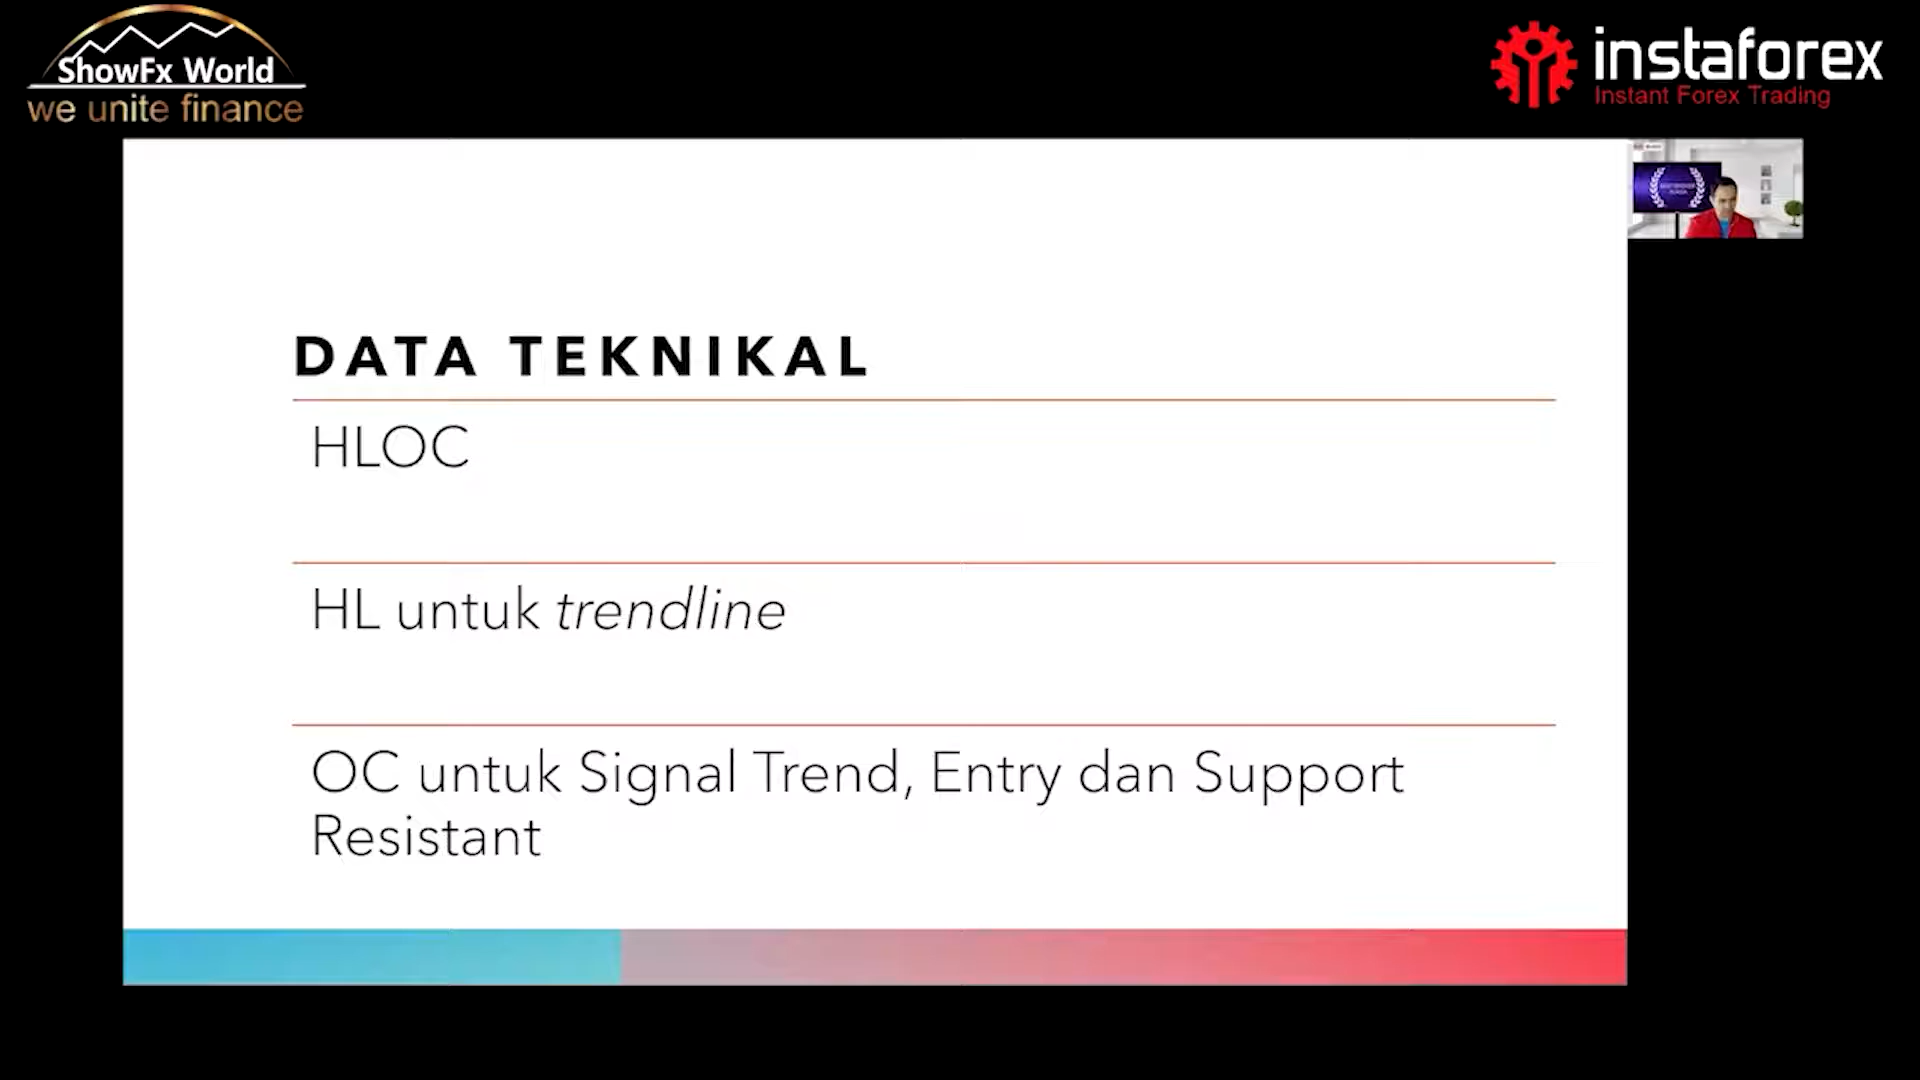 ShowFx World
we unite finance
instaforex
Instant Forex Trading
DATA TEKNIKAL
HLOC
HL untuk trendline
OC untuk Signal Trend, Entry dan Support
Resistant